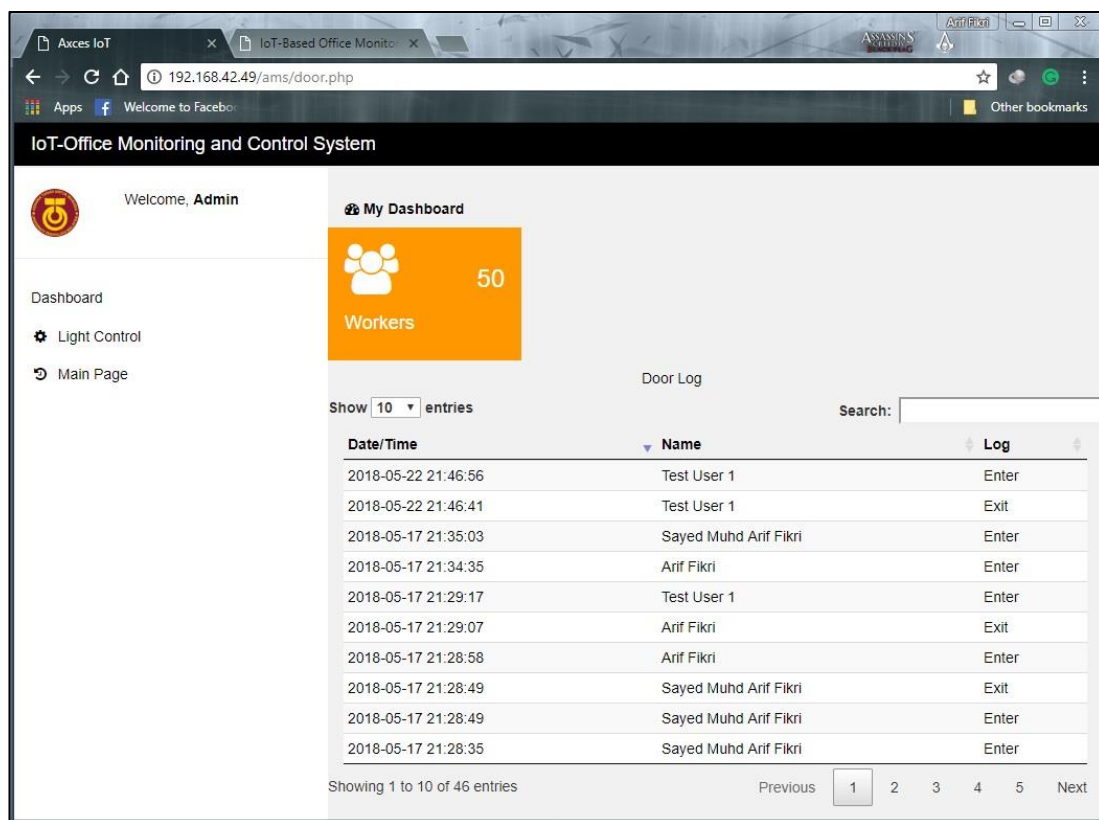 Arif Fikri
Axces IoT
IoT-Based Office Monito
ASSASSIN'S
CREED IV
BLACK FLAG
192.168.42.49/ams/door.php
Apps
Welcome to Facebo
Other bookmarks
IoT-Office Monitoring and Control System
Welcome, Admin
My Dashboard
50
Workers
Dashboard
Light Control
Main Page
Door Log
Show 10 entries
Search:
Date/Time Name Log
2018-05-22 21:46:56 Test User 1 Enter
2018-05-22 21:46:41 Test User 1 Exit
2018-05-17 21:35:03 Sayed Muhd Arif Fikri Enter
2018-05-17 21:34:35 Arif Fikri Enter
2018-05-17 21:29:17 Test User 1 Enter
2018-05-17 21:29:07 Arif Fikri Exit
2018-05-17 21:28:58 Arif Fikri Enter
2018-05-17 21:28:49 Sayed Muhd Arif Fikri Exit
2018-05-17 21:28:49 Sayed Muhd Arif Fikri Enter
2018-05-17 21:28:35 Sayed Muhd Arif Fikri Enter
Showing 1 to 10 of 46 entries
Previous 1 2 3 4 5 Next